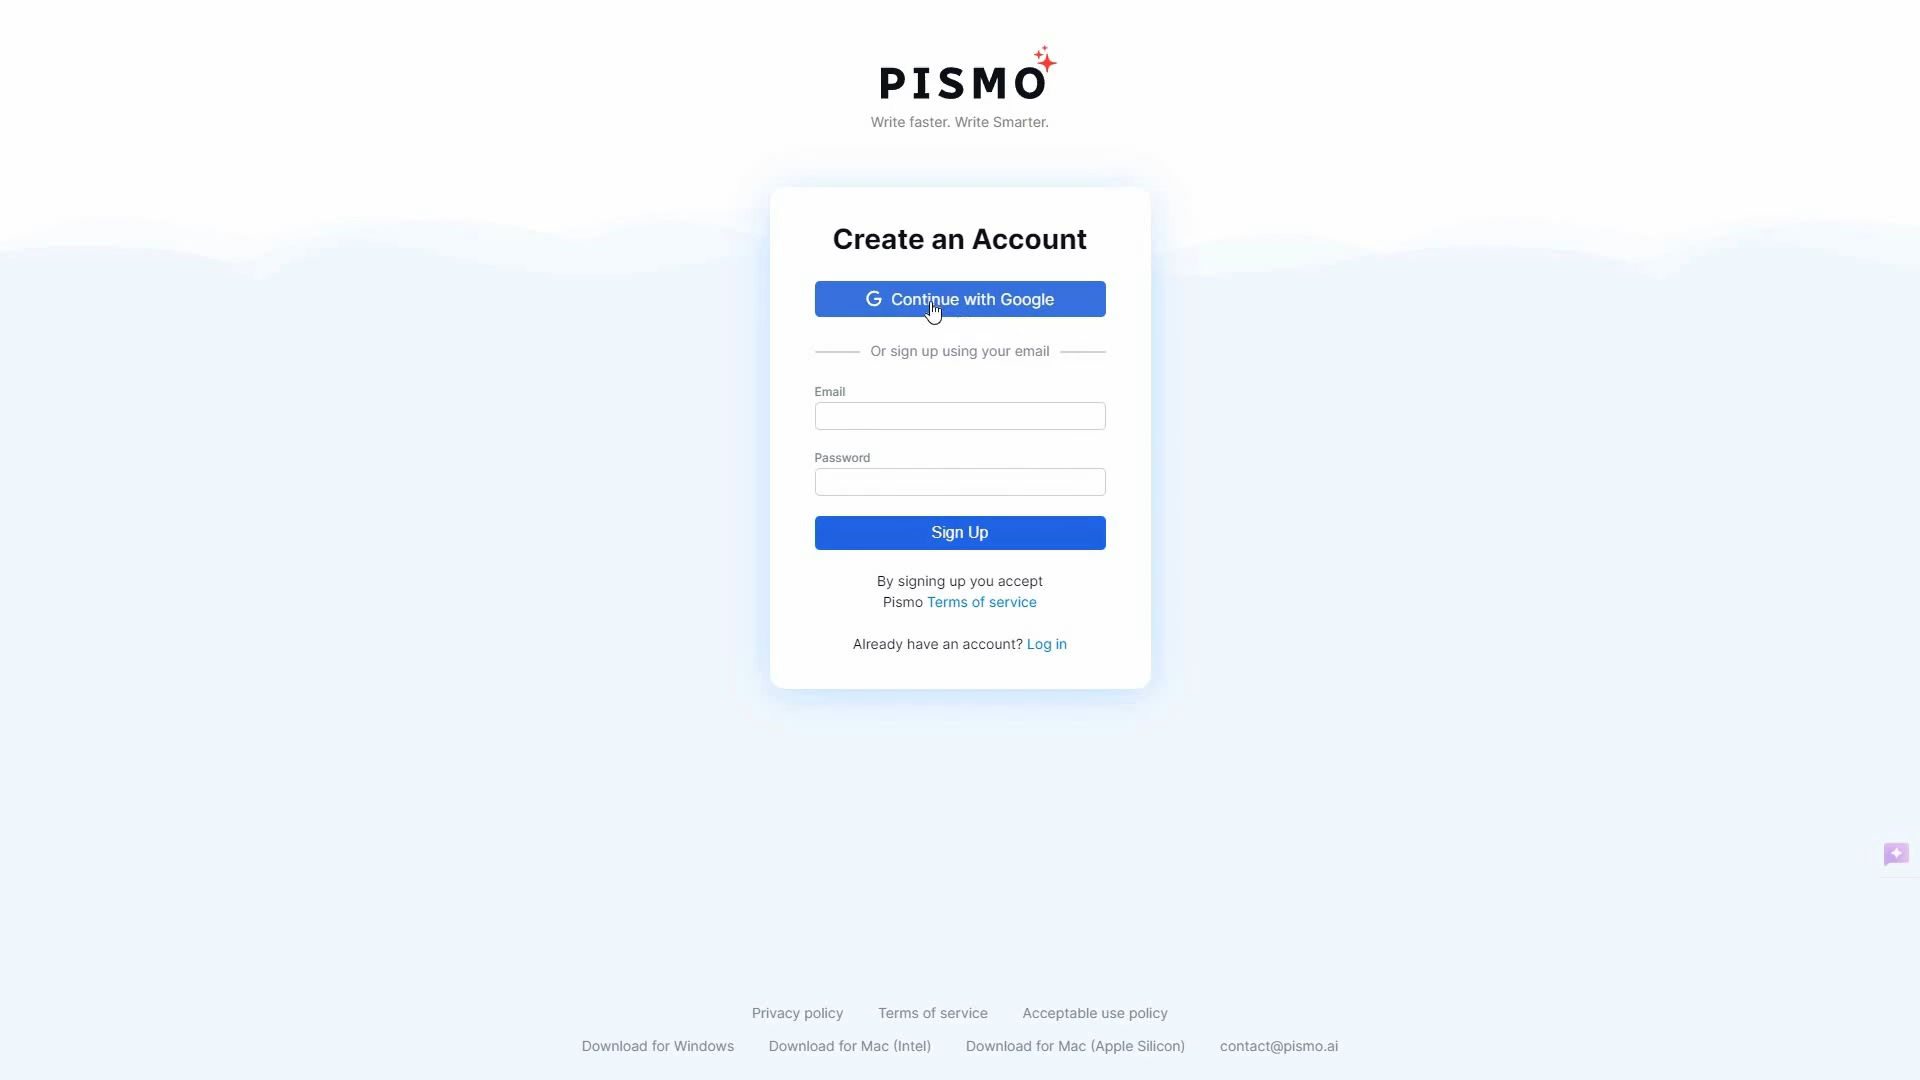 PISMO
Write faster. Write Smarter.
Create an Account
Continue with Google
Or sign up using your email
Email
Password
Sign Up
By signing up you accept
Pismo Terms of service
Already have an account? Log in
Privacy policy Terms of service Acceptable use policy
Download for Windows Download for Mac (Intel) Download for Mac (Apple Silicon) contact@pismo.ai